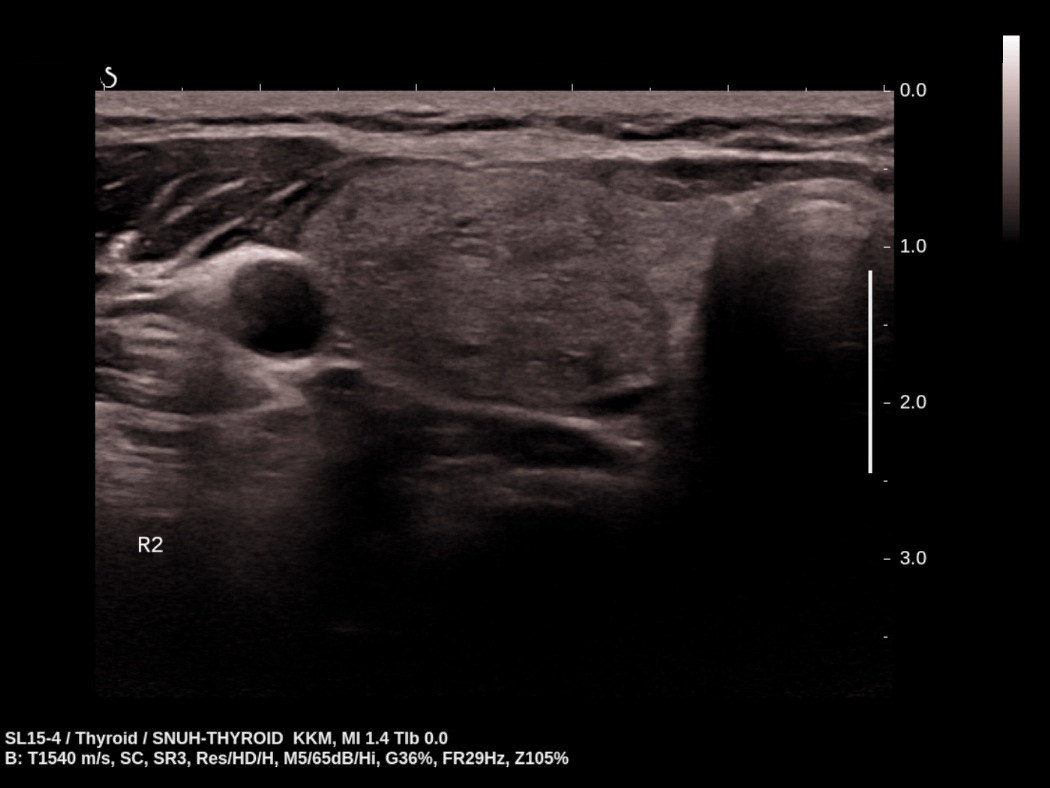 S
0.0
1.0
2.0
3.0
R2
SL15-4 / Thyroid / SNUH-THYROID KKM, MI 1.4 TIb 0.0
B: T1540 m/s, SC, SR3, Res/HD/H, M5/65dB/Hi, G36%, FR29Hz, Z105%